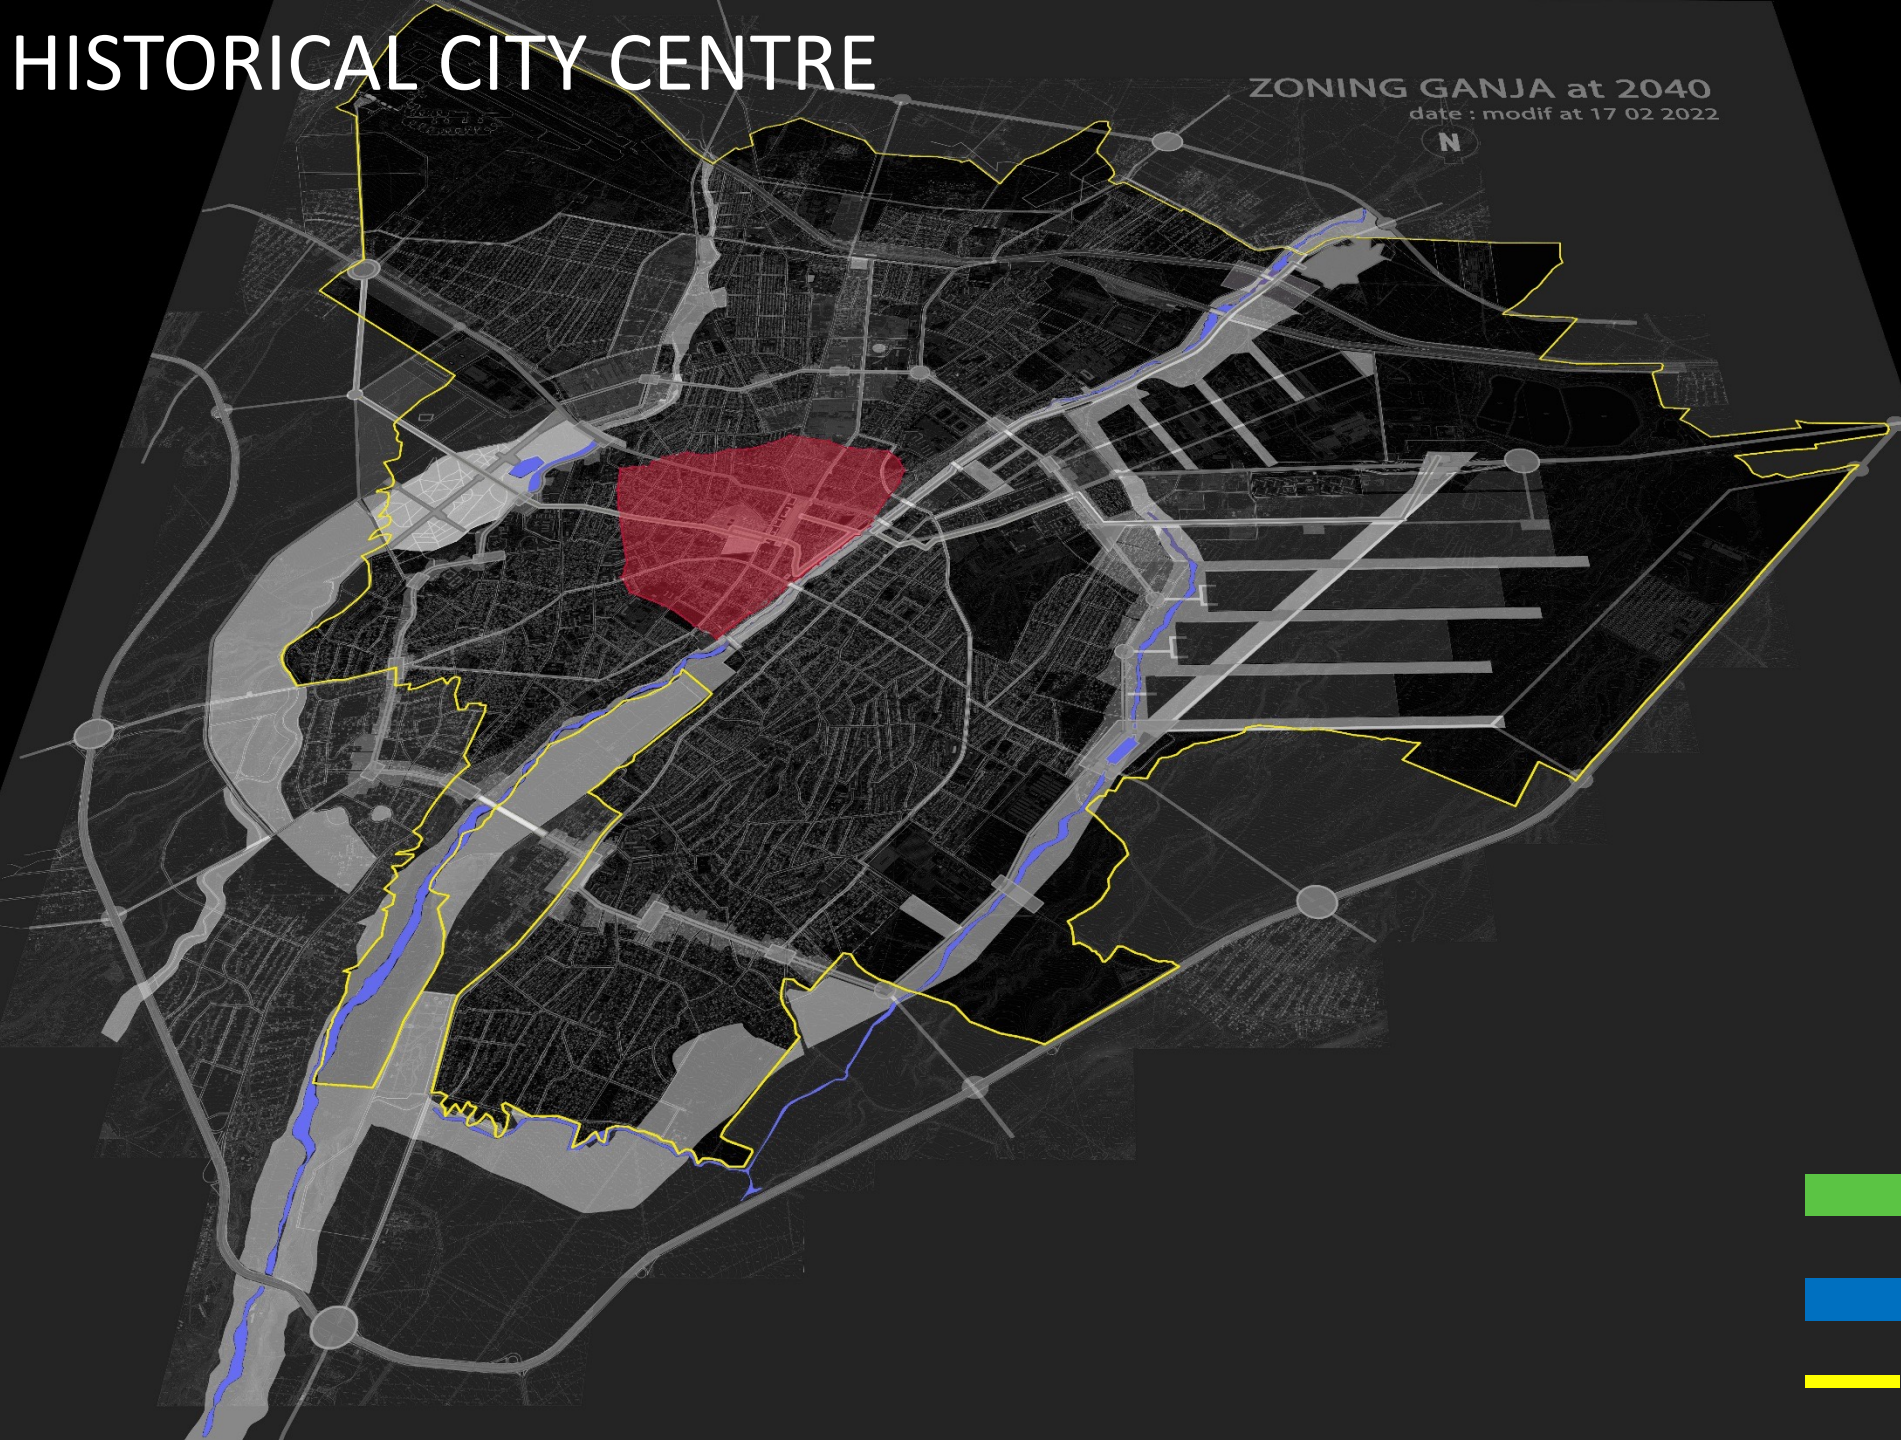 HISTORICAL CITY CENTRE
ZONING GANJA at 2040
date : modif at 17 02 2022
N